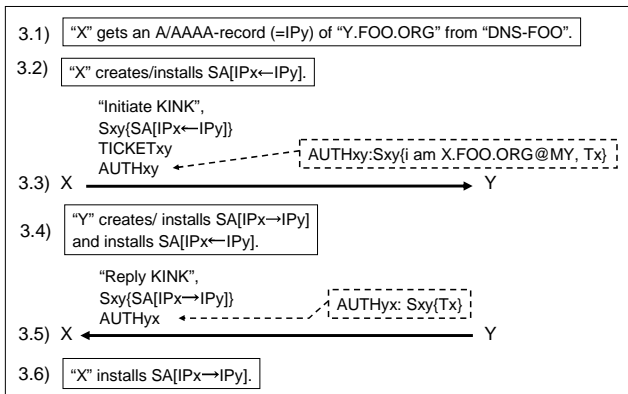 3.1) "X" gets an A/AAAA-record (=IPy) of "Y.FOO.ORG" from "DNS-FOO".
3.2) "X" creates/installs SA[IPx←IPy].
"Initiate KINK",
Sxy{SA[IPx←IPy]}
TICKETxy
AUTHxy
AUTHxy:Sxy{i am X.FOO.ORG@MY, Tx}
3.3) X Y
3.4) "Y" creates/ installs SA[IPx→IPy]
and installs SA[IPx←IPy].
"Reply KINK",
Sxy{SA[IPx→IPy]}
AUTHyx
AUTHyx: Sxy{Tx}
3.5) X Y
3.6) "X" installs SA[IPx→IPy].